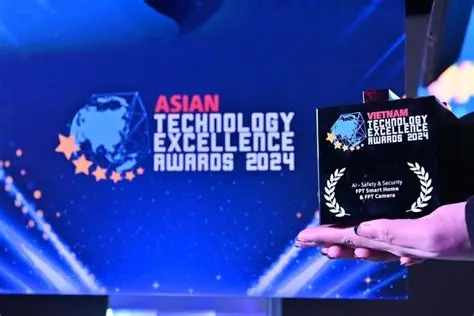 ASIAN
TECHNOLOGY
EXCELLENCE
AWARDS 2024
VIETNAM
TECHNOLOGY
EXCELLENCE
AWARDS 2024
AI - Safety & Security
FPT Smart Home
& FPT Camera